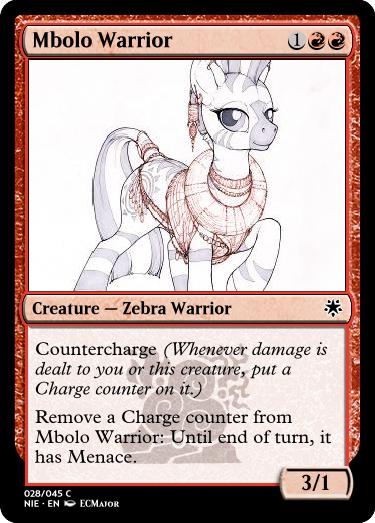 Mbolo Warrior 1
Creature — Zebra Warrior
Countercharge (Whenever damage is
dealt to you or this creature, put a
Charge counter on it.)
Remove a Charge counter from
Mbolo Warrior: Until end of turn, it
has Menace.
3/1
028/045 C
NIE · EN ECMajor